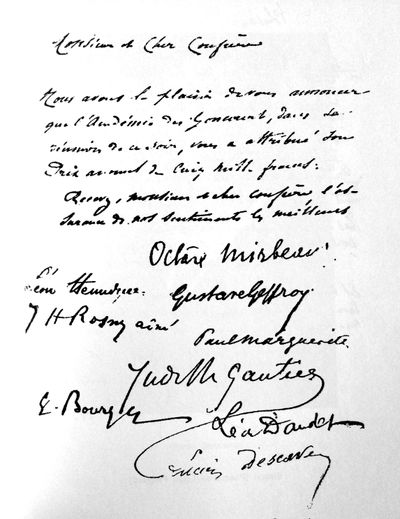 Monsieur et Cher Confrère
Nous avons le plaisir de vous annoncer
que l'Académie des Goncourt, dans sa
réunion de ce soir, vous a attribué son
Prix annuel de Cinq mille francs.
Recevez, monsieur et cher confrère l'as-
surance de nos sentiments les meilleurs
Octave Mirbeau
Léon Hennique Gustave Geffroy
J H Rosny aîné
Paul Margueritte
Judith Gautier
E. Bourges Léon Daudet
Lucien Descaves